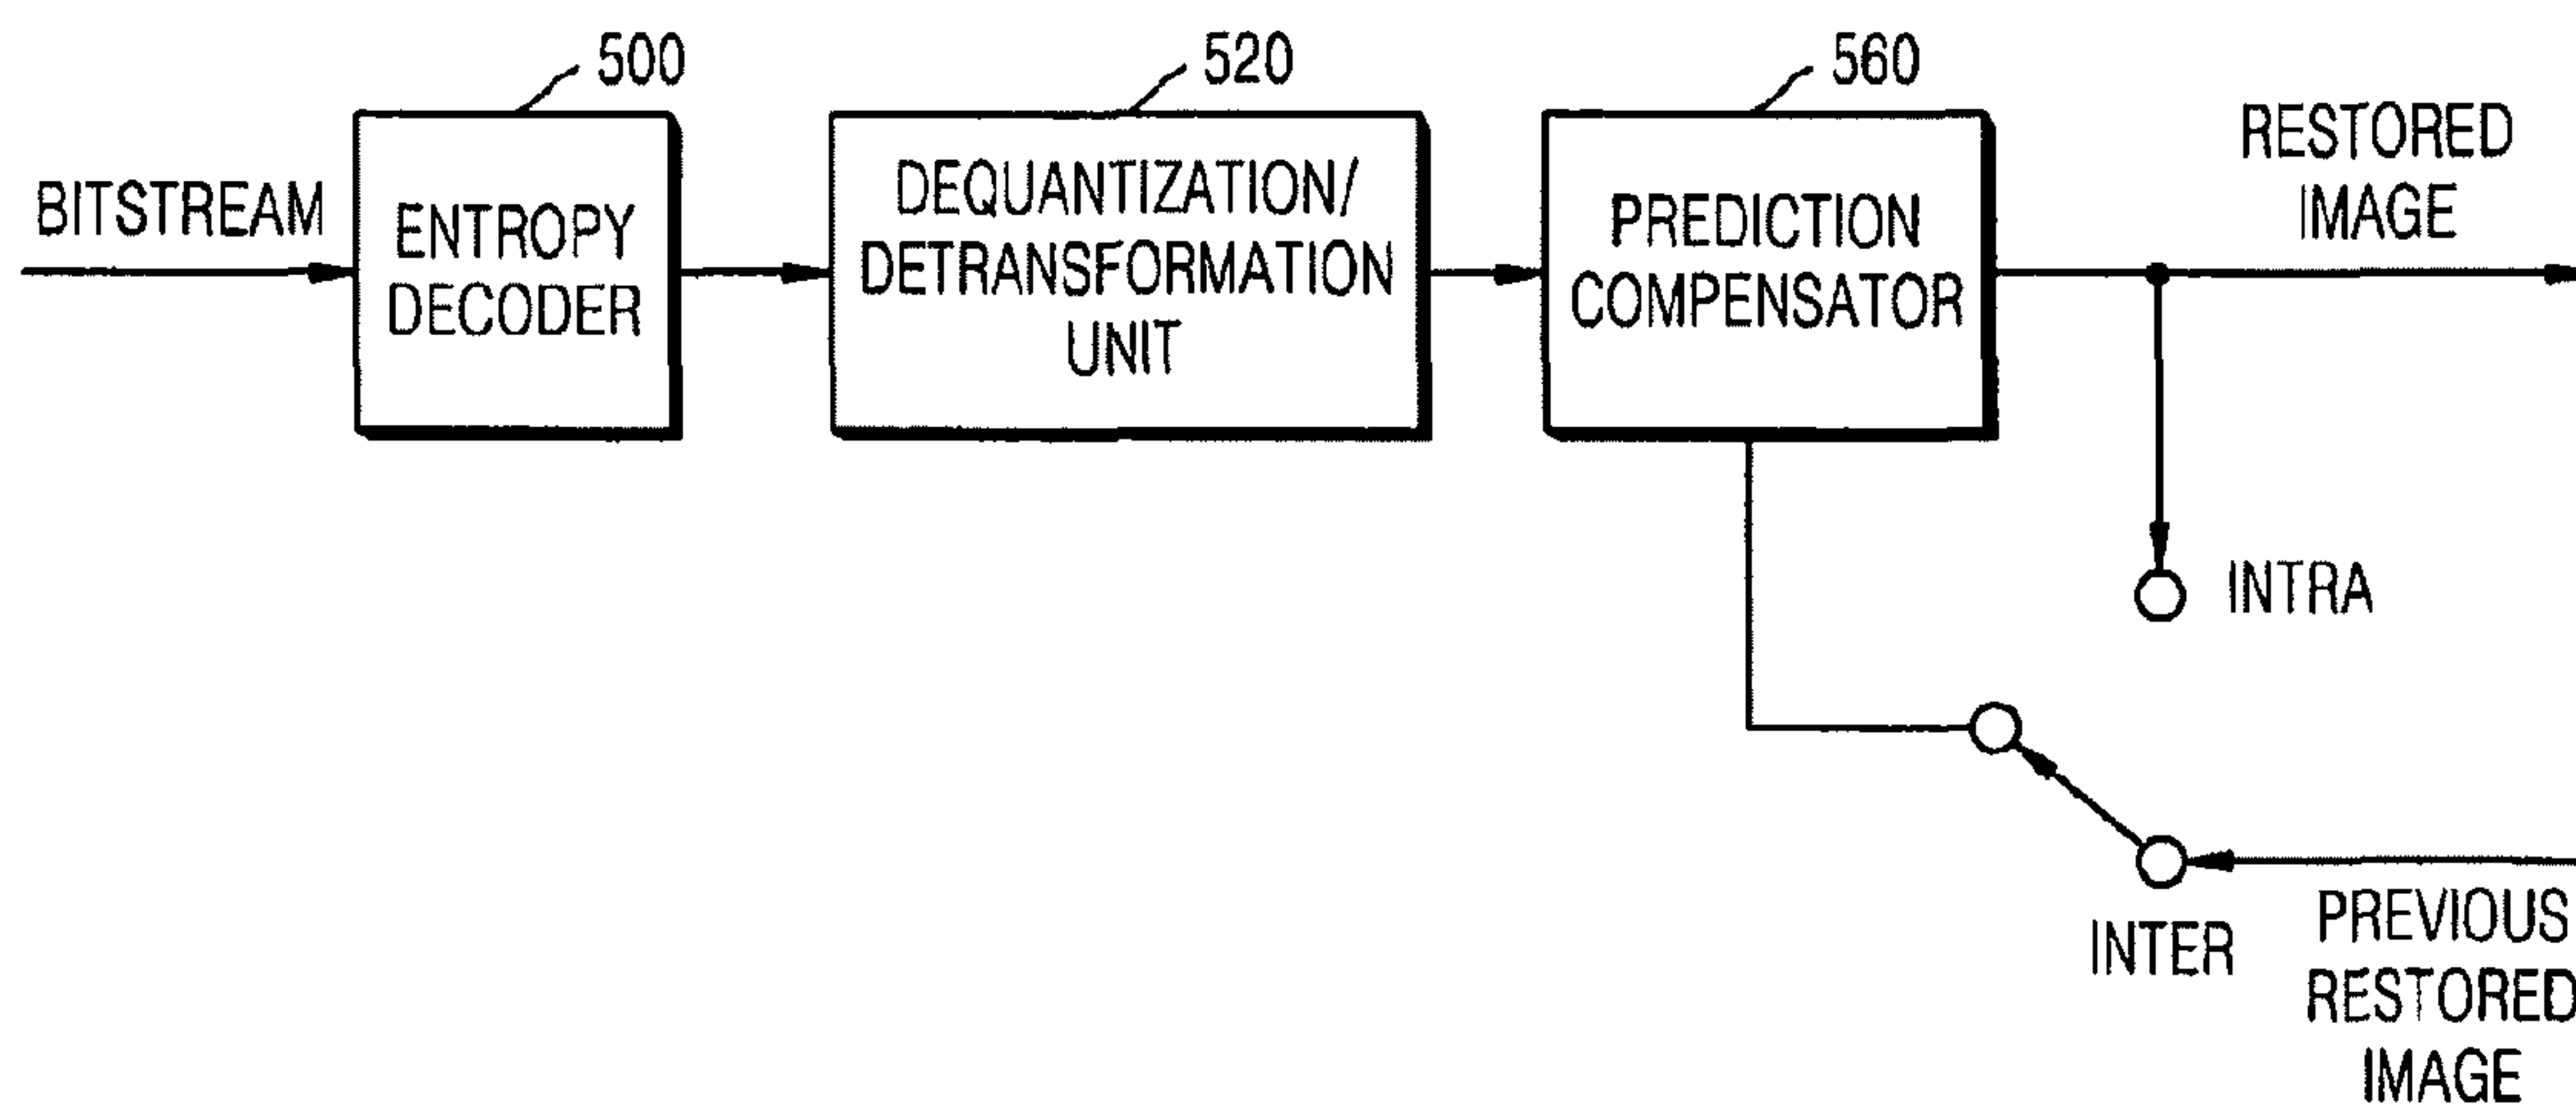 500
520
560
BITSTREAM
ENTROPY
DECODER
DEQUANTIZATION/
DETRANSFORMATION
UNIT
PREDICTION
COMPENSATOR
RESTORED
IMAGE
INTRA
INTER
PREVIOUS
RESTORED
IMAGE